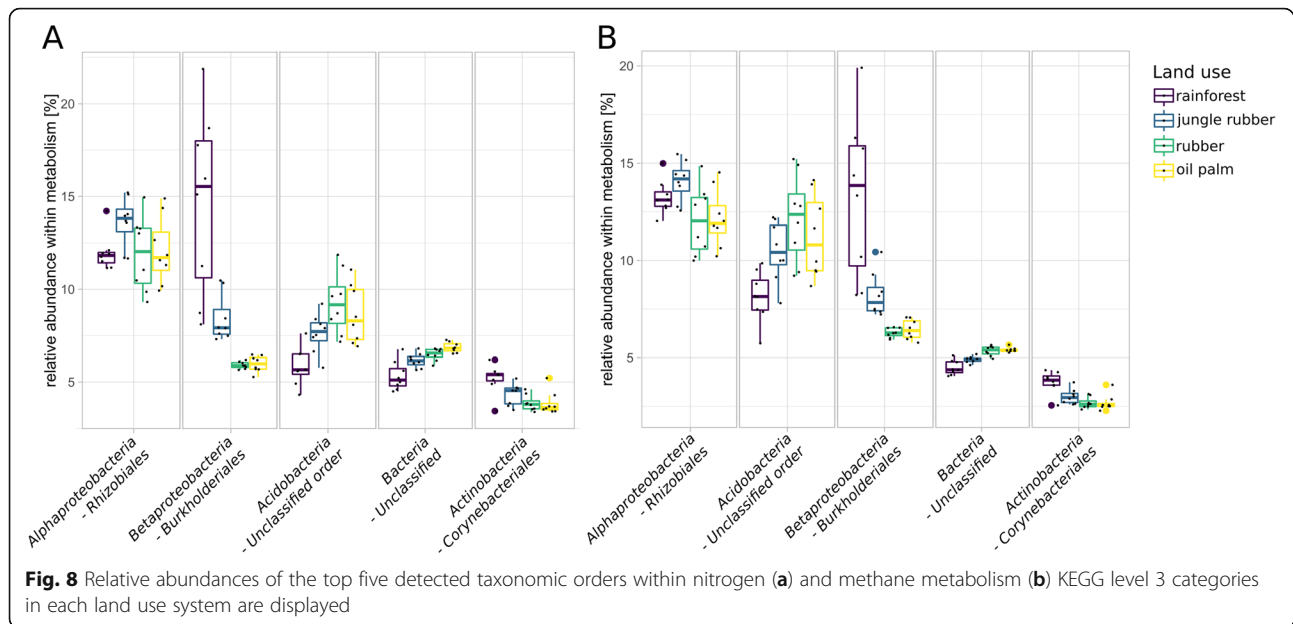 A
B
relative abundance within metabolism [%]
20
15
10
5
Alphaproteobacteria
- Rhizobiales
Betaproteobacteria
- Burkholderiales
Acidobacteria
- Unclassified order
Bacteria
- Unclassified
Actinobacteria
- Corynebacteriales
relative abundance within metabolism [%]
20
15
10
5
Alphaproteobacteria
- Rhizobiales
Acidobacteria
- Unclassified order
Betaproteobacteria
- Burkholderiales
Bacteria
- Unclassified
Actinobacteria
- Corynebacteriales
Land use
rainforest
jungle rubber
rubber
oil palm
Fig. 8 Relative abundances of the top five detected taxonomic orders within nitrogen (a) and methane metabolism (b) KEGG level 3 categories
in each land use system are displayed